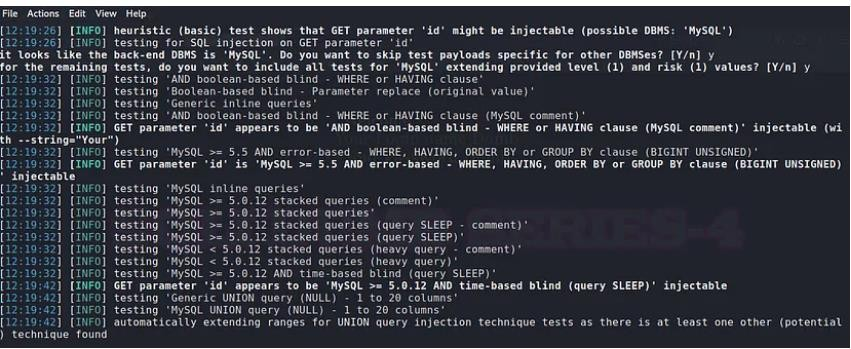 File Actions Edit View Help
[12:19:26] [INFO] heuristic (basic) test shows that GET parameter 'id' might be injectable (possible DBMS: 'MySQL')
[12:19:26] [INFO] testing for SQL injection on GET parameter 'id'
it looks like the back-end DBMS is 'MySQL'. Do you want to skip test payloads specific for other DBMSes? [Y/n] y
for the remaining tests, do you want to include all tests for 'MySQL' extending provided level (1) and risk (1) values? [Y/n] y
[12:19:32] [INFO] testing 'AND boolean-based blind - WHERE or HAVING clause'
[12:19:32] [INFO] testing 'Boolean-based blind - Parameter replace (original value)'
[12:19:32] [INFO] testing 'Generic inline queries'
[12:19:32] [INFO] testing 'AND boolean-based blind - WHERE or HAVING clause (MySQL comment)'
[12:19:32] [INFO] GET parameter 'id' appears to be 'AND boolean-based blind - WHERE or HAVING clause (MySQL comment)' injectable (wi
th --string="Your")
[12:19:32] [INFO] testing 'MySQL >= 5.5 AND error-based - WHERE, HAVING, ORDER BY or GROUP BY clause (BIGINT UNSIGNED)'
[12:19:32] [INFO] GET parameter 'id' is 'MySQL >= 5.5 AND error-based - WHERE, HAVING, ORDER BY or GROUP BY clause (BIGINT UNSIGNED)
' injectable
[12:19:32] [INFO] testing 'MySQL inline queries'
[12:19:32] [INFO] testing 'MySQL >= 5.0.12 stacked queries (comment)'
[12:19:32] [INFO] testing 'MySQL >= 5.0.12 stacked queries'
[12:19:32] [INFO] testing 'MySQL >= 5.0.12 stacked queries (query SLEEP - comment)'
[12:19:32] [INFO] testing 'MySQL >= 5.0.12 stacked queries (query SLEEP)'
[12:19:32] [INFO] testing 'MySQL < 5.0.12 stacked queries (heavy query - comment)'
[12:19:32] [INFO] testing 'MySQL < 5.0.12 stacked queries (heavy query)'
[12:19:32] [INFO] testing 'MySQL >= 5.0.12 AND time-based blind (query SLEEP)'
[12:19:42] [INFO] GET parameter 'id' appears to be 'MySQL >= 5.0.12 AND time-based blind (query SLEEP)' injectable
[12:19:42] [INFO] testing 'Generic UNION query (NULL) - 1 to 20 columns'
[12:19:42] [INFO] testing 'MySQL UNION query (NULL) - 1 to 20 columns'
[12:19:42] [INFO] automatically extending ranges for UNION query injection technique tests as there is at least one other (potential
) technique found
SERIES-4